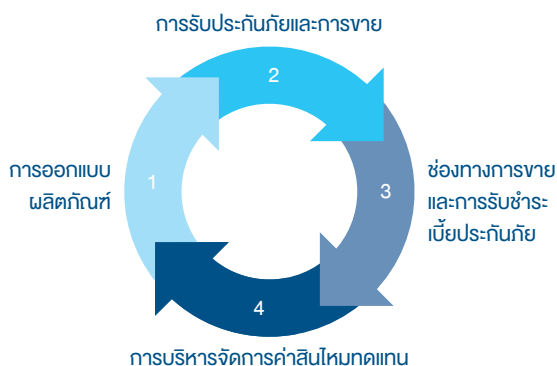 การรับประกันภัยและการขาย
2
การออกแบบ
ผลิตภัณฑ์
1
3
ช่องทางการขาย
และการรับชำระ
เบี้ยประกันภัย
4
การบริหารจัดการค่าสินไหมทดแทน